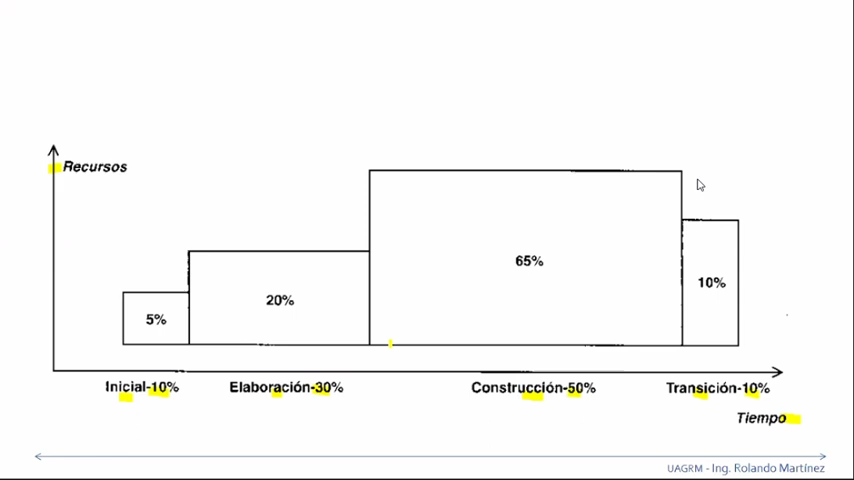 Recursos
65%
20%
10%
5%
Inicial-10% Elaboración-30% Construcción-50% Transición-10%
Tiempo
UAGRM - Ing. Rolando Martínez